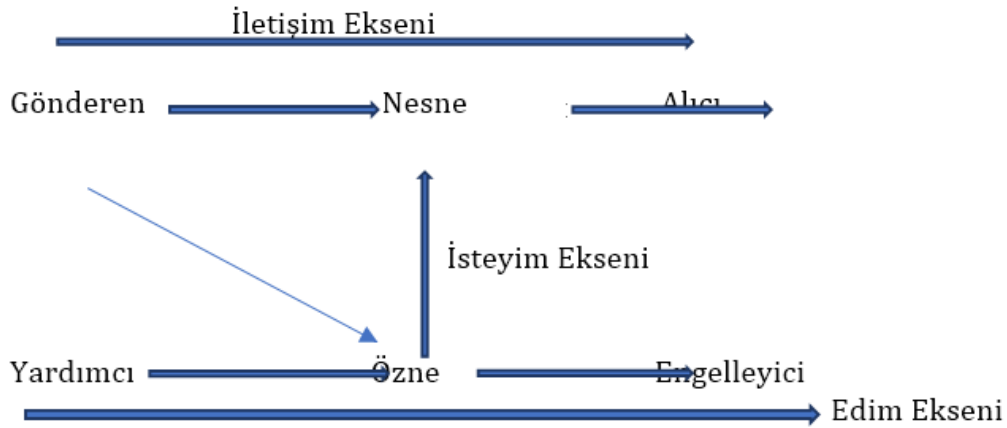 İletişim Ekseni
Gönderen Nesne Alıcı
İsteyim Ekseni
Yardımcı Özne Engelleyici
Edim Ekseni